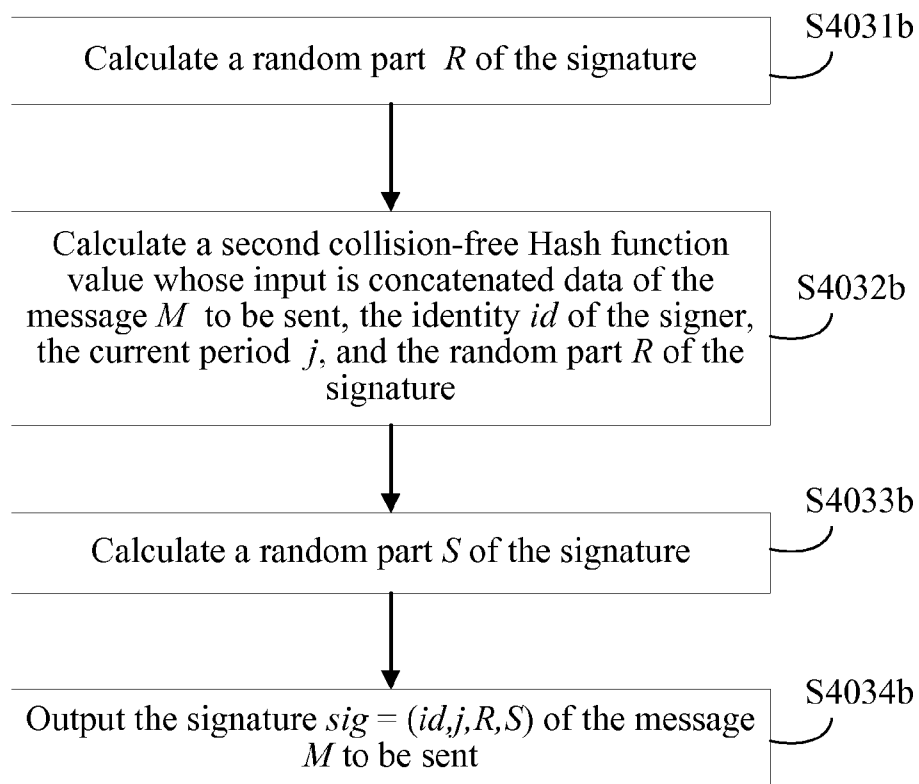 S4031b
Calculate a random part R of the signature
Calculate a second collision-free Hash function
value whose input is concatenated data of the
message M to be sent, the identity id of the signer,
the current period j, and the random part R of the
signature
S4032b
S4033b
Calculate a random part S of the signature
S4034b
Output the signature sig = (id,j,R,S) of the message
M to be sent